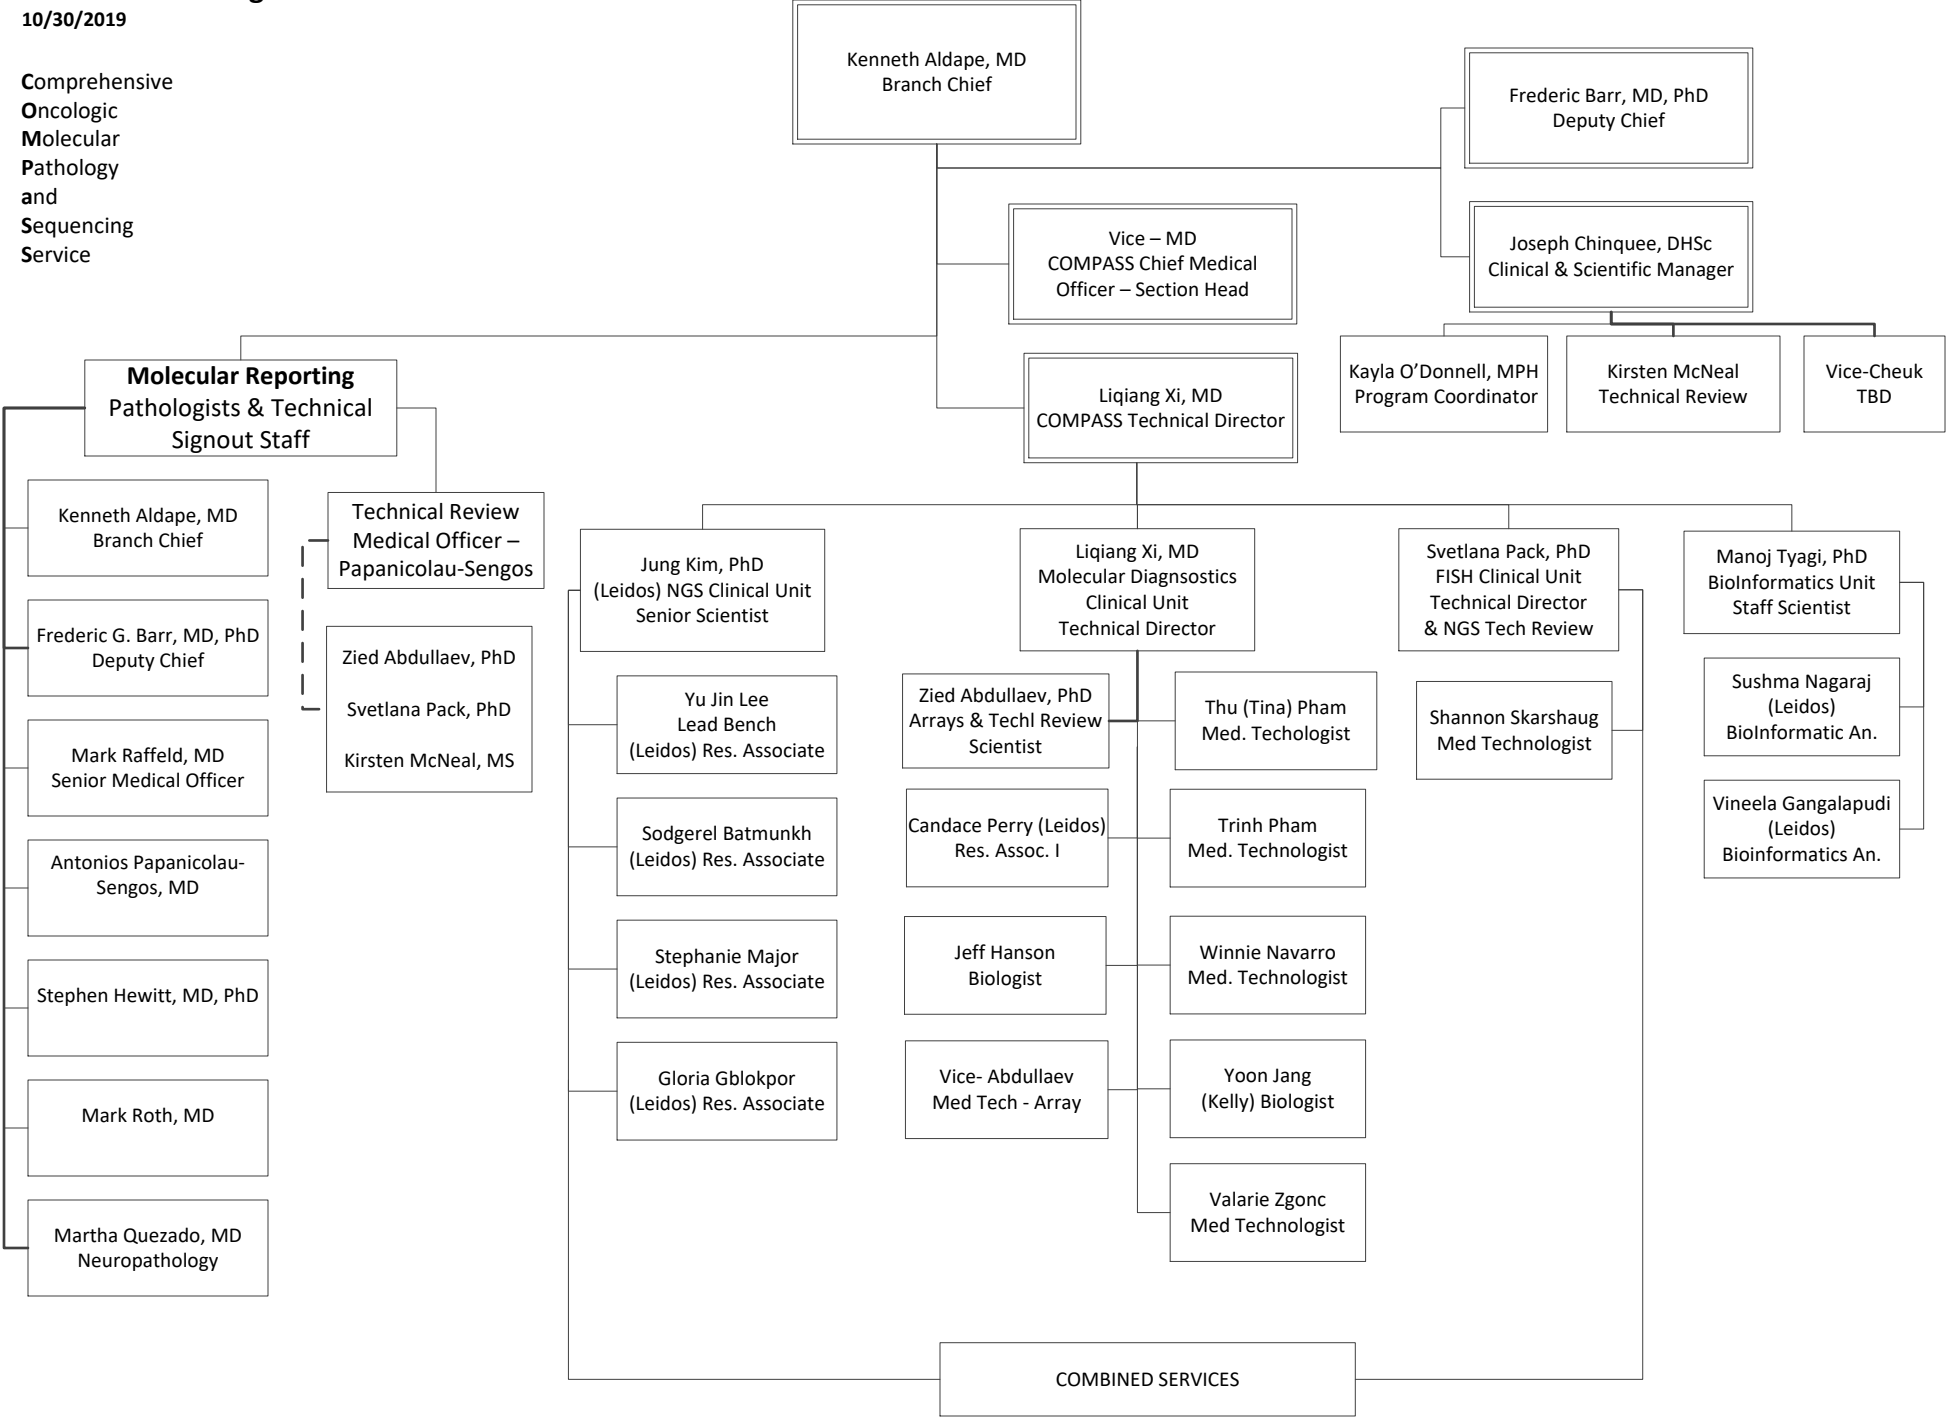 10/30/2019
Comprehensive
Oncologic
Molecular
Pathology
and
Sequencing
Service
Kenneth Aldape, MD
Branch Chief
Frederic Barr, MD, PhD
Deputy Chief
Vice – MD
COMPASS Chief Medical
Officer – Section Head
Joseph Chinquee, DHSc
Clinical & Scientific Manager
Liqiang Xi, MD
COMPASS Technical Director
Kayla O’Donnell, MPH
Program Coordinator
Kirsten McNeal
Technical Review
Vice-Cheuk
TBD
Molecular Reporting
Pathologists & Technical
Signout Staff
Kenneth Aldape, MD
Branch Chief
Frederic G. Barr, MD, PhD
Deputy Chief
Mark Raffeld, MD
Senior Medical Officer
Antonios Papanicolau-
Sengos, MD
Stephen Hewitt, MD, PhD
Mark Roth, MD
Martha Quezado, MD
Neuropathology
Technical Review
Medical Officer –
Papanicolau-Sengos
Zied Abdullaev, PhD
Svetlana Pack, PhD
Kirsten McNeal, MS
Jung Kim, PhD
(Leidos) NGS Clinical Unit
Senior Scientist
Yu Jin Lee
Lead Bench
(Leidos) Res. Associate
Sodgerel Batmunkh
(Leidos) Res. Associate
Stephanie Major
(Leidos) Res. Associate
Gloria Gblokpor
(Leidos) Res. Associate
Liqiang Xi, MD
Molecular Diagnsostics
Clinical Unit
Technical Director
Zied Abdullaev, PhD
Arrays & Techl Review
Scientist
Candace Perry (Leidos)
Res. Assoc. I
Jeff Hanson
Biologist
Vice- Abdullaev
Med Tech - Array
Thu (Tina) Pham
Med. Techologist
Trinh Pham
Med. Technologist
Winnie Navarro
Med. Technologist
Yoon Jang
(Kelly) Biologist
Valarie Zgonc
Med Technologist
Svetlana Pack, PhD
FISH Clinical Unit
Technical Director
& NGS Tech Review
Shannon Skarshaug
Med Technologist
Manoj Tyagi, PhD
BioInformatics Unit
Staff Scientist
Sushma Nagaraj
(Leidos)
BioInformatic An.
Vineela Gangalapudi
(Leidos)
Bioinformatics An.
COMBINED SERVICES